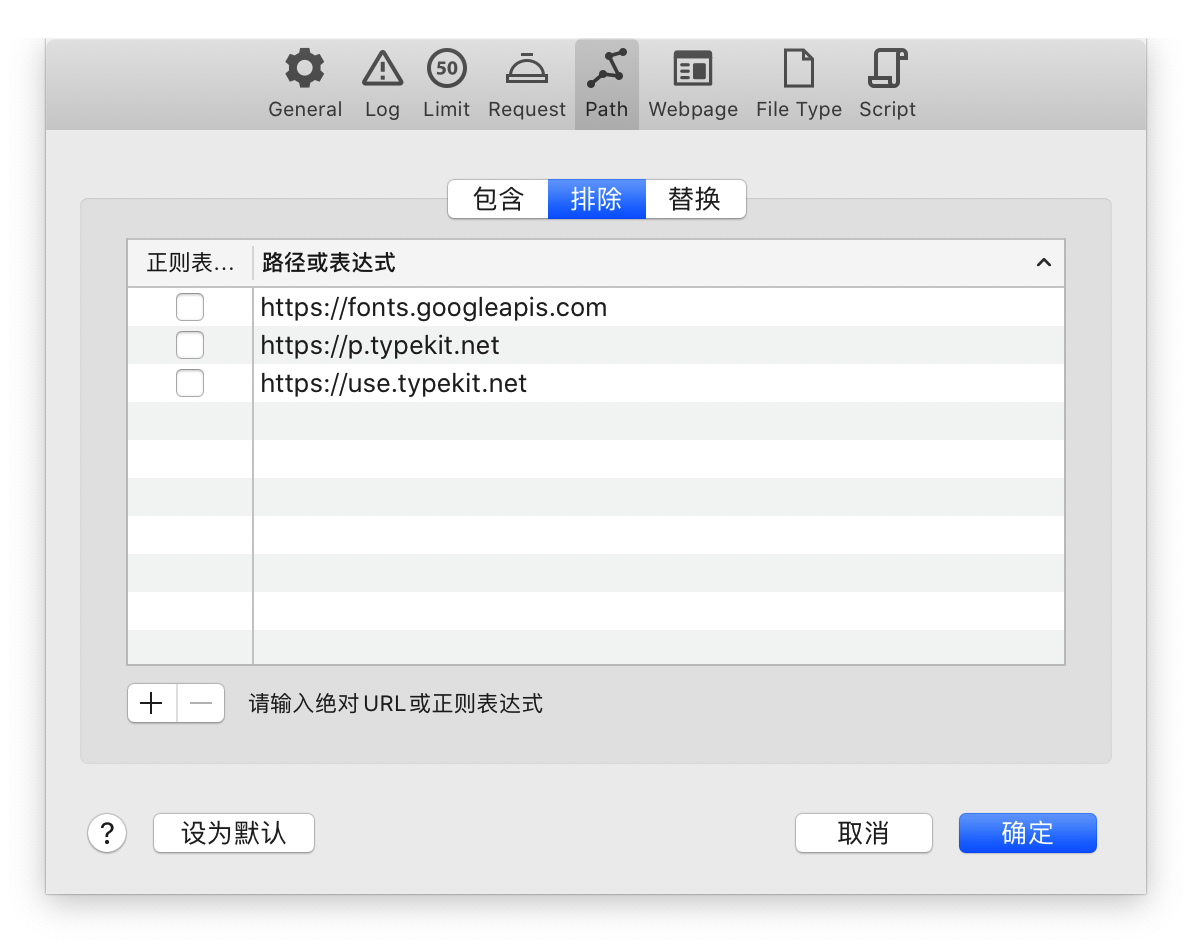 50
General Log Limit Request Path Webpage File Type Script
包含 排除 替换
正则表... 路径或表达式
https://fonts.googleapis.com
https://p.typekit.net
https://use.typekit.net
请输入绝对 URL 或正则表达式
? 设为默认 取消 确定